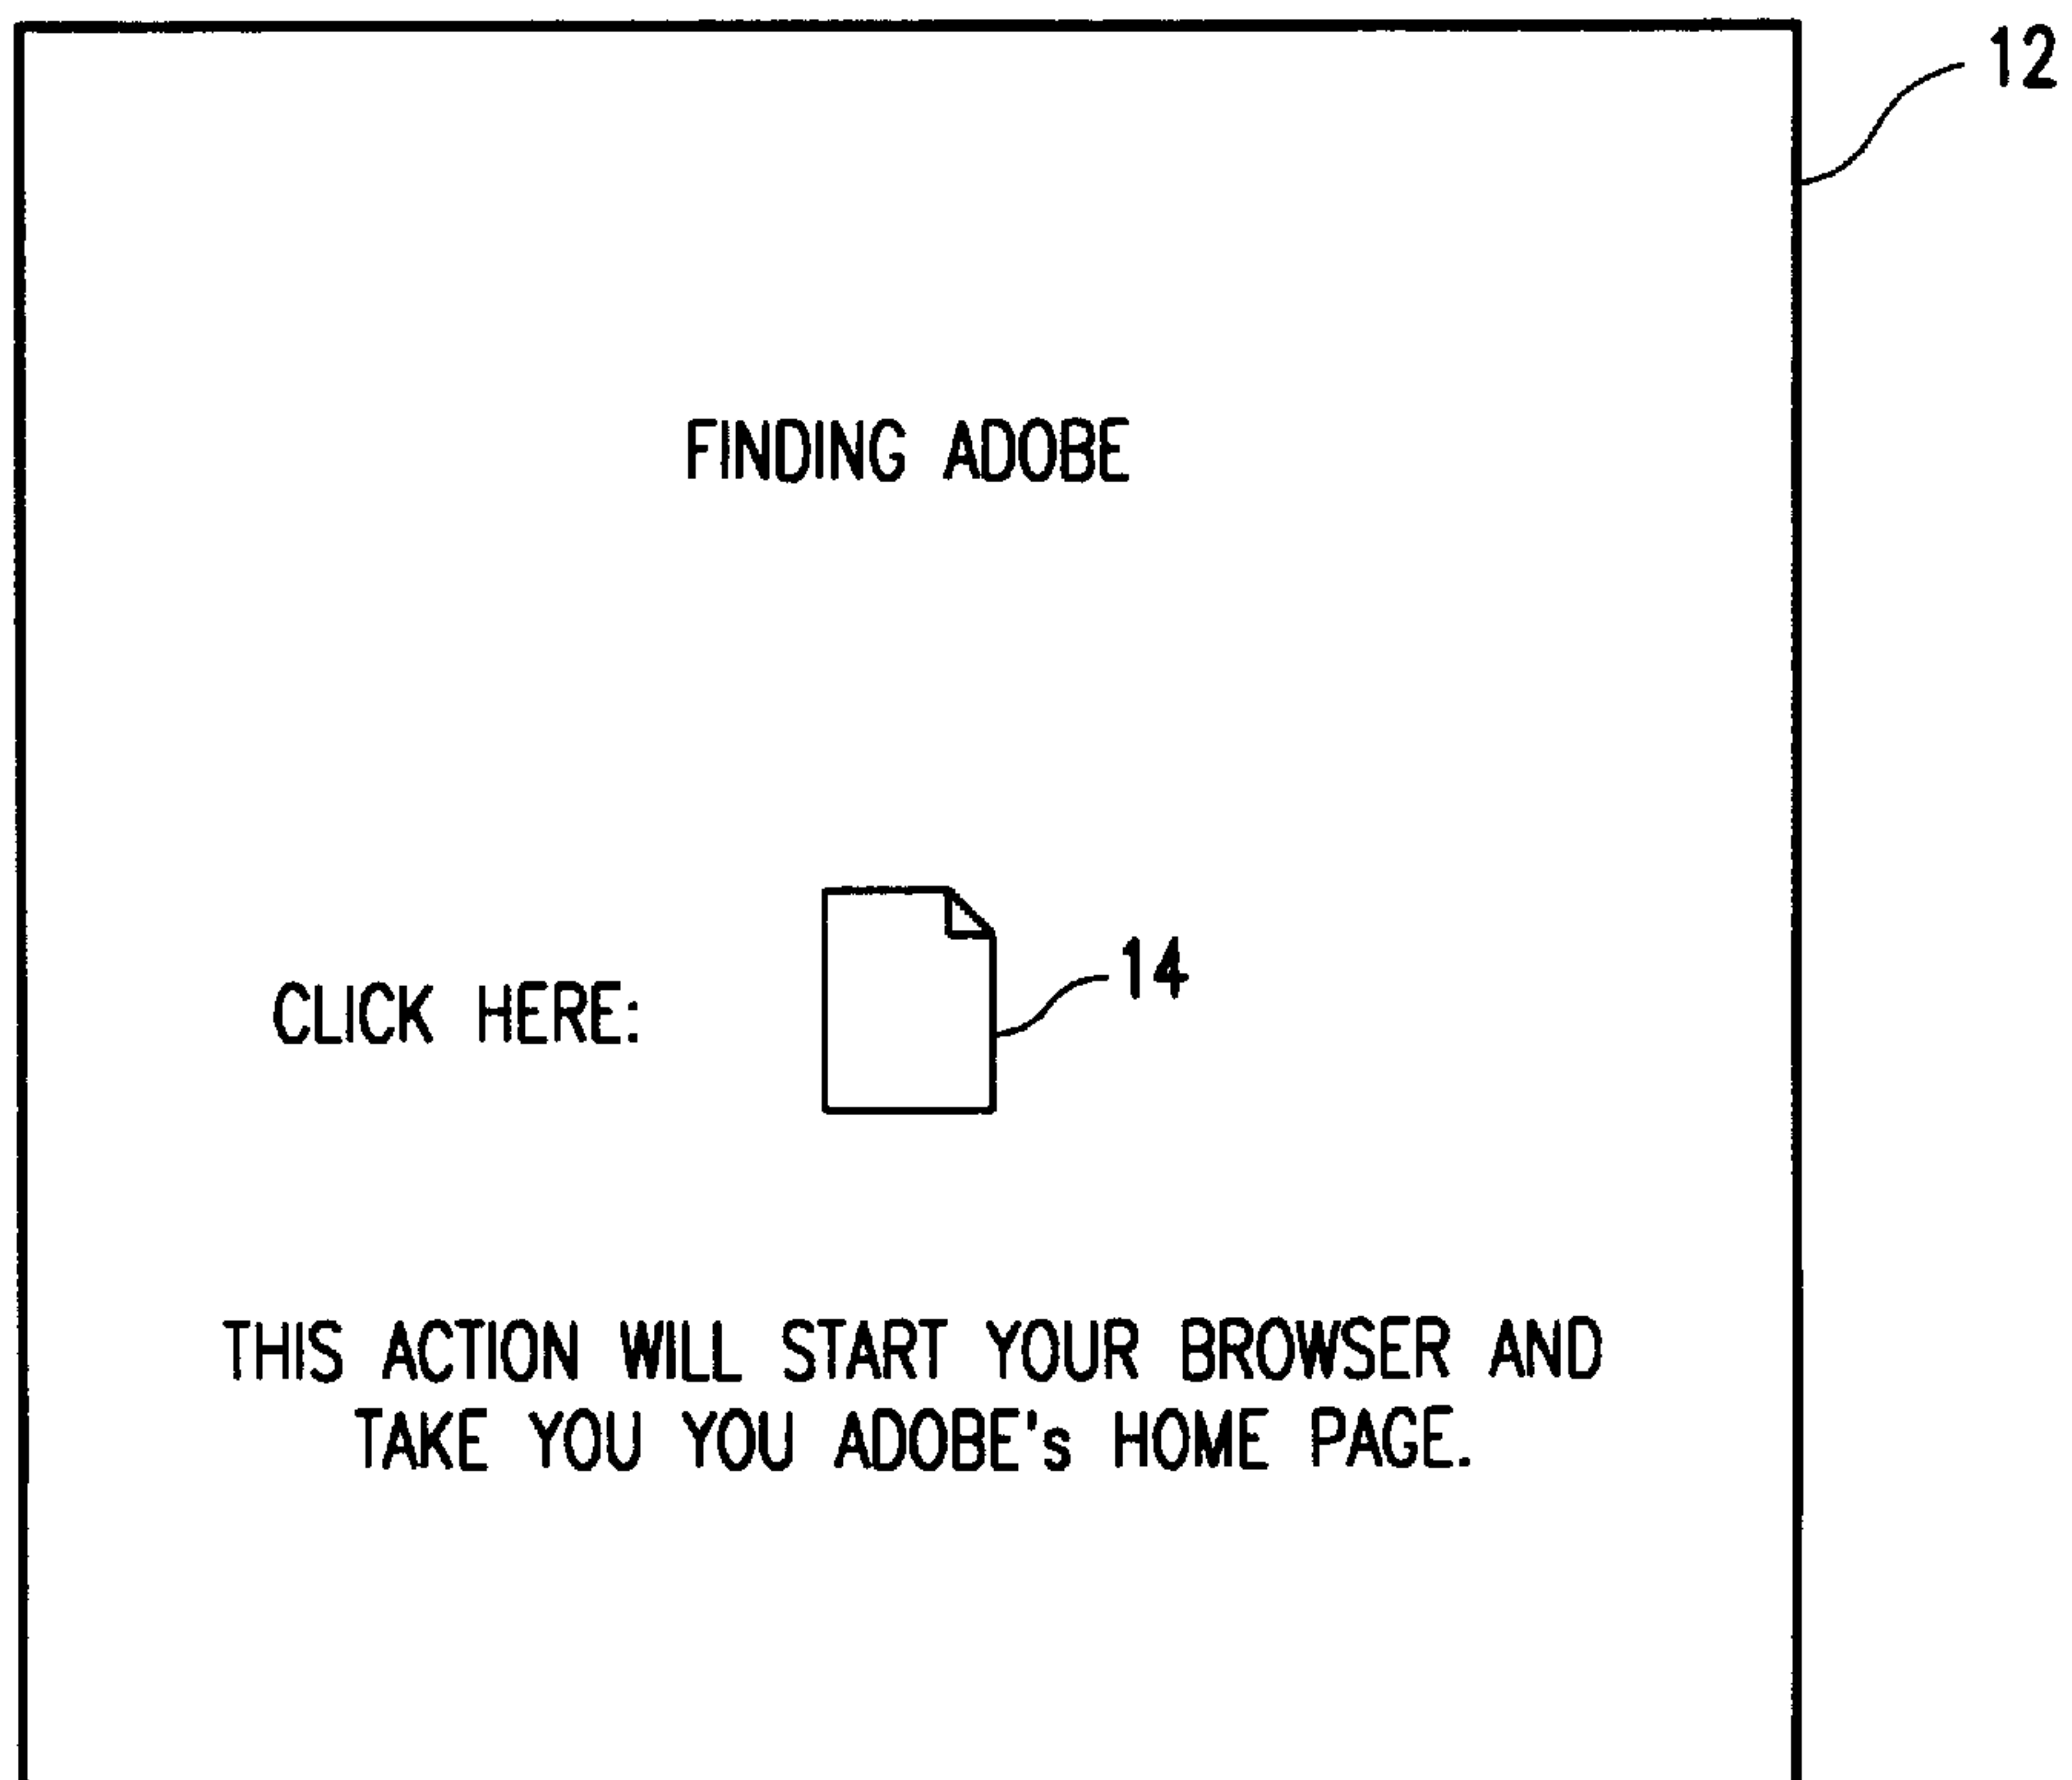 12
FINDING ADOBE
CLICK HERE:
14
THIS ACTION WILL START YOUR BROWSER AND
TAKE YOU YOU ADOBE's HOME PAGE.